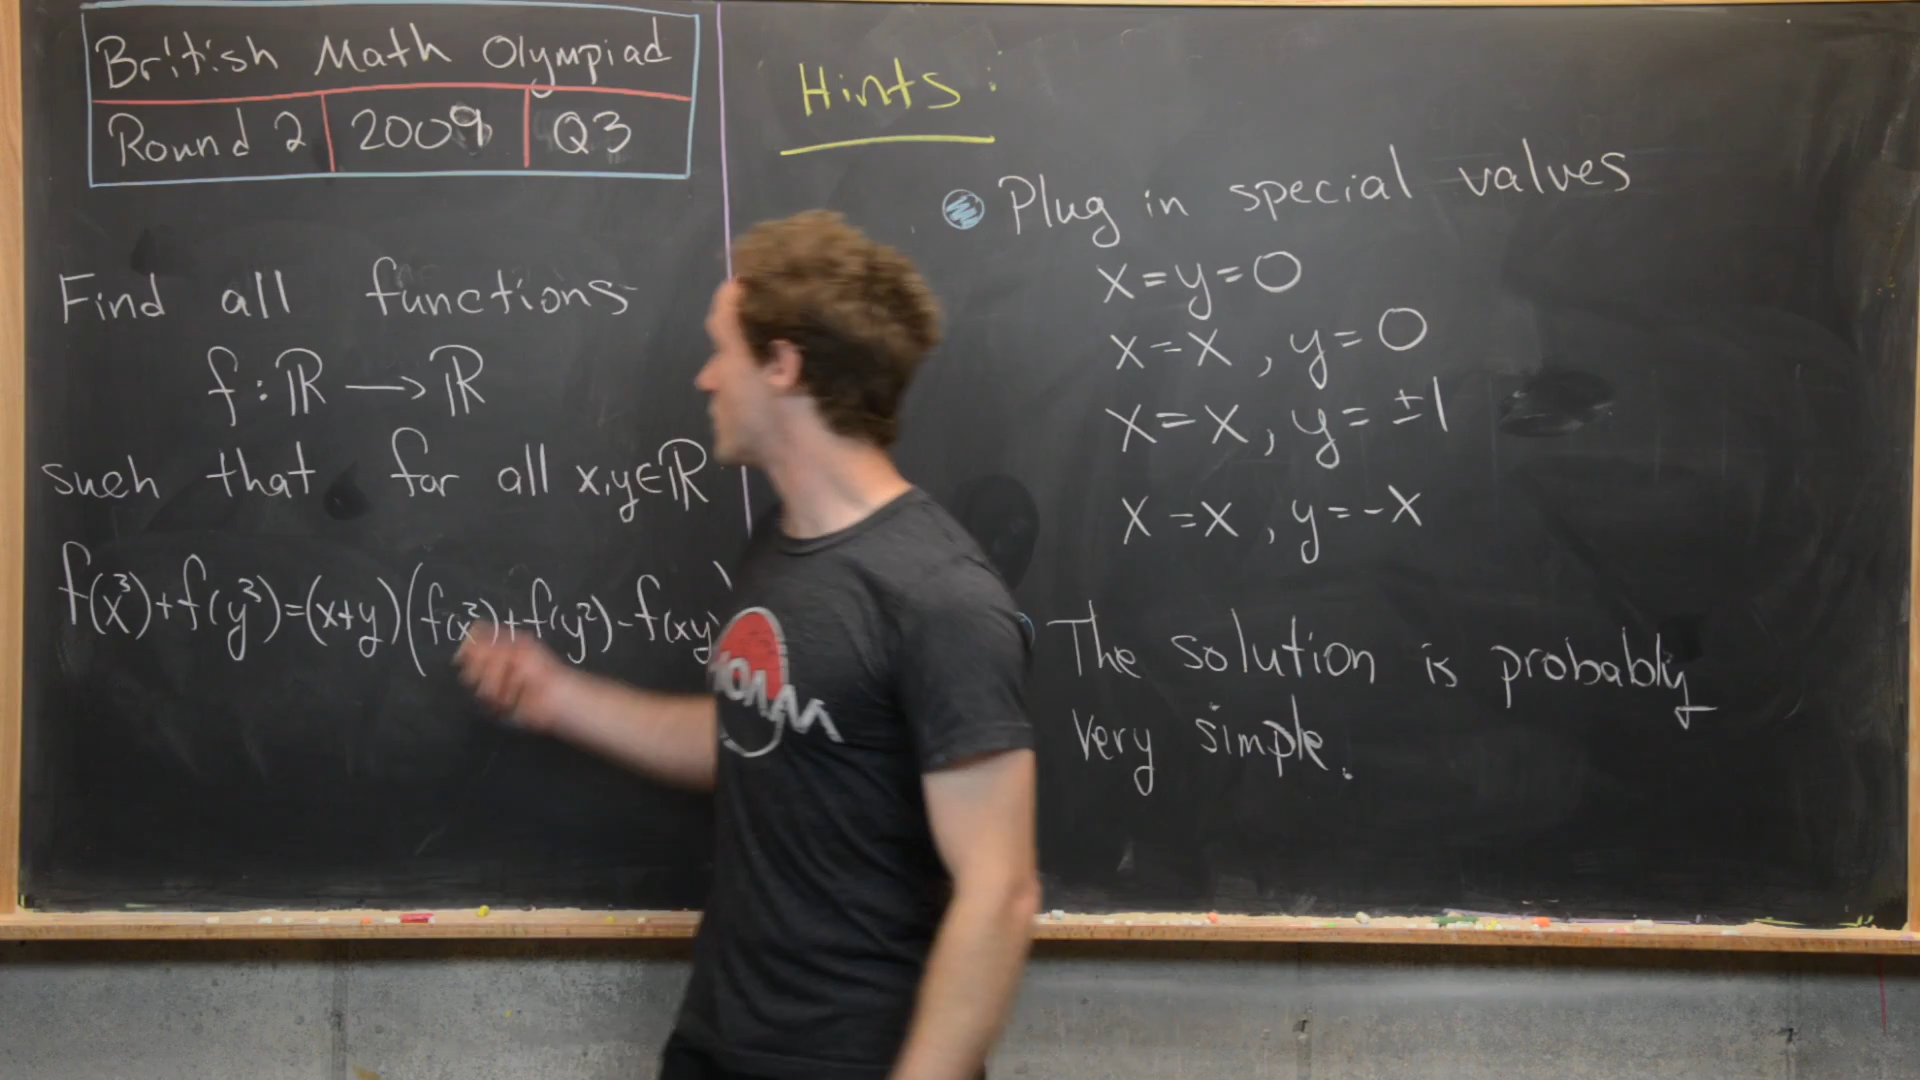 British Math Olympiad
Round 2 | 2009 | Q3
Find all functions
f: ℝ → ℝ
such that for all x,y∈ℝ
f(x³)+f(y³)=(x+y)(f(x²)+f(y²)-f(xy)
Hints:
Plug in special values
x=y=0
x=x, y=0
x=x, y=±1
x=x, y=-x
The solution is probably
very simple.